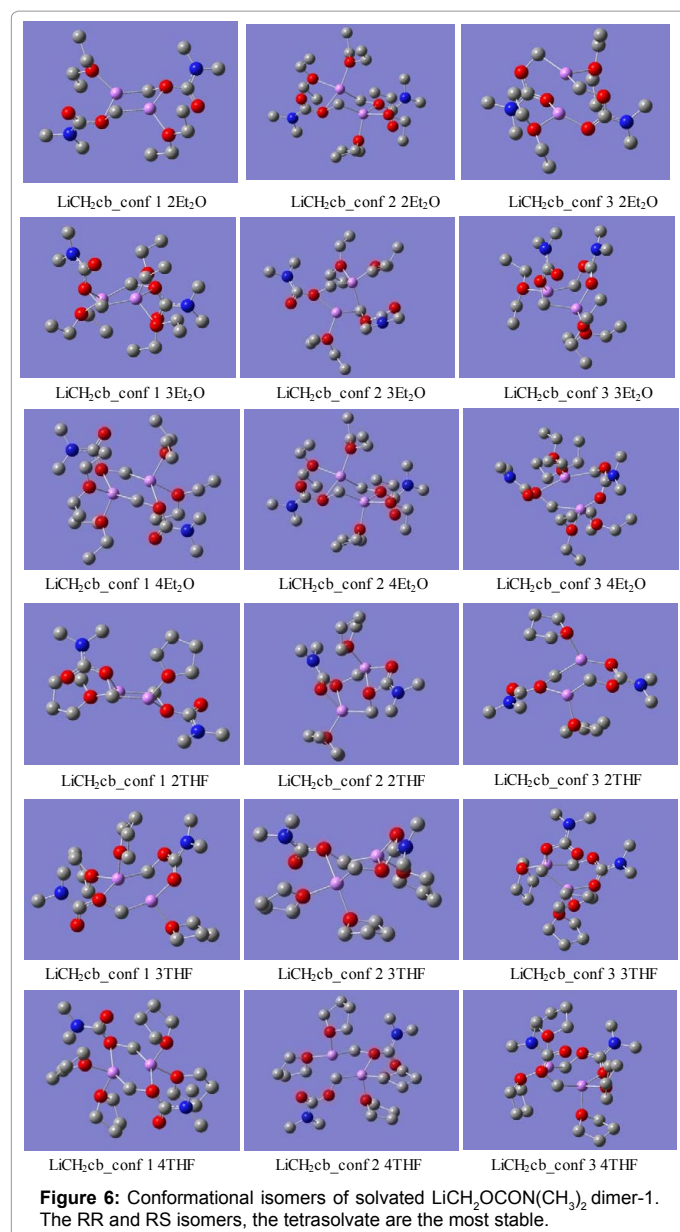 LiCH₂cb_conf 1 2Et₂O LiCH₂cb_conf 2 2Et₂O LiCH₂cb_conf 3 2Et₂O
LiCH₂cb_conf 1 3Et₂O LiCH₂cb_conf 2 3Et₂O LiCH₂cb_conf 3 3Et₂O
LiCH₂cb_conf 1 4Et₂O LiCH₂cb_conf 2 4Et₂O LiCH₂cb_conf 3 4Et₂O
LiCH₂cb_conf 1 2THF LiCH₂cb_conf 2 2THF LiCH₂cb_conf 3 2THF
LiCH₂cb_conf 1 3THF LiCH₂cb_conf 2 3THF LiCH₂cb_conf 3 3THF
LiCH₂cb_conf 1 4THF LiCH₂cb_conf 2 4THF LiCH₂cb_conf 3 4THF
Figure 6: Conformational isomers of solvated LiCH₂OCON(CH₃)₂ dimer-1.
The RR and RS isomers, the tetrasolvate are the most stable.